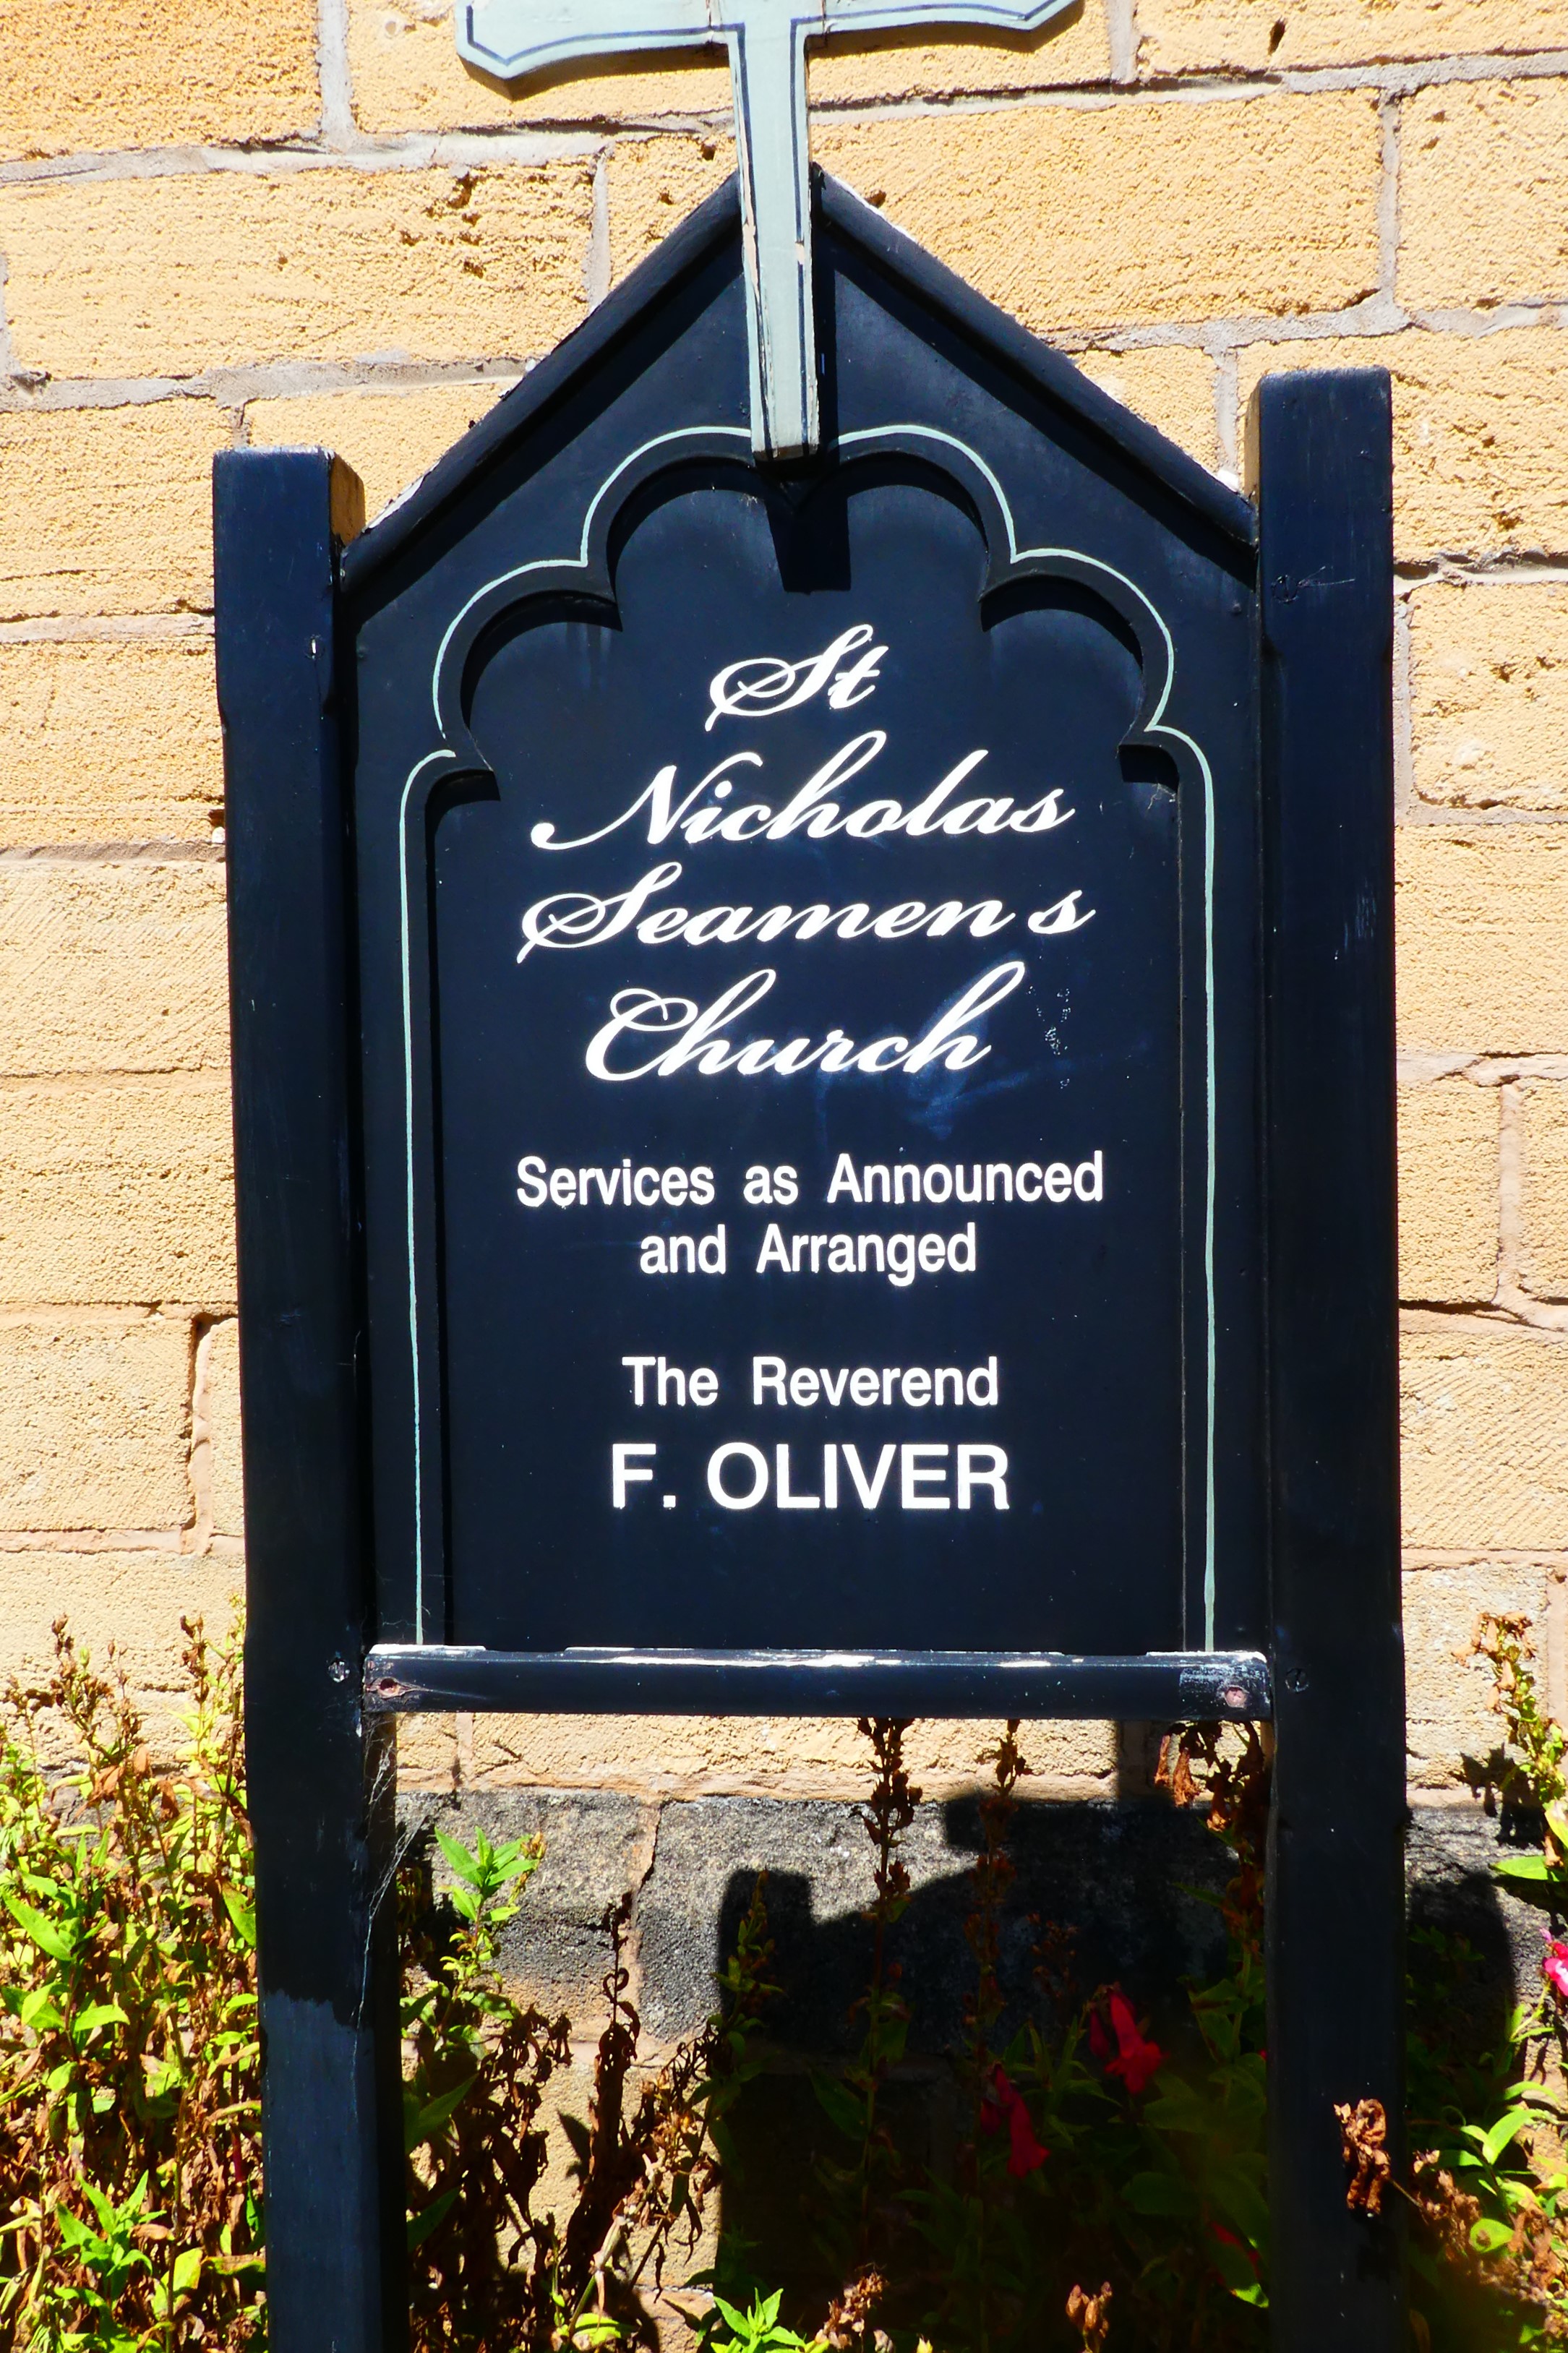 St
Nicholas
Seamen s
Church
Services as Announced
and Arranged
The Reverend
F. OLIVER